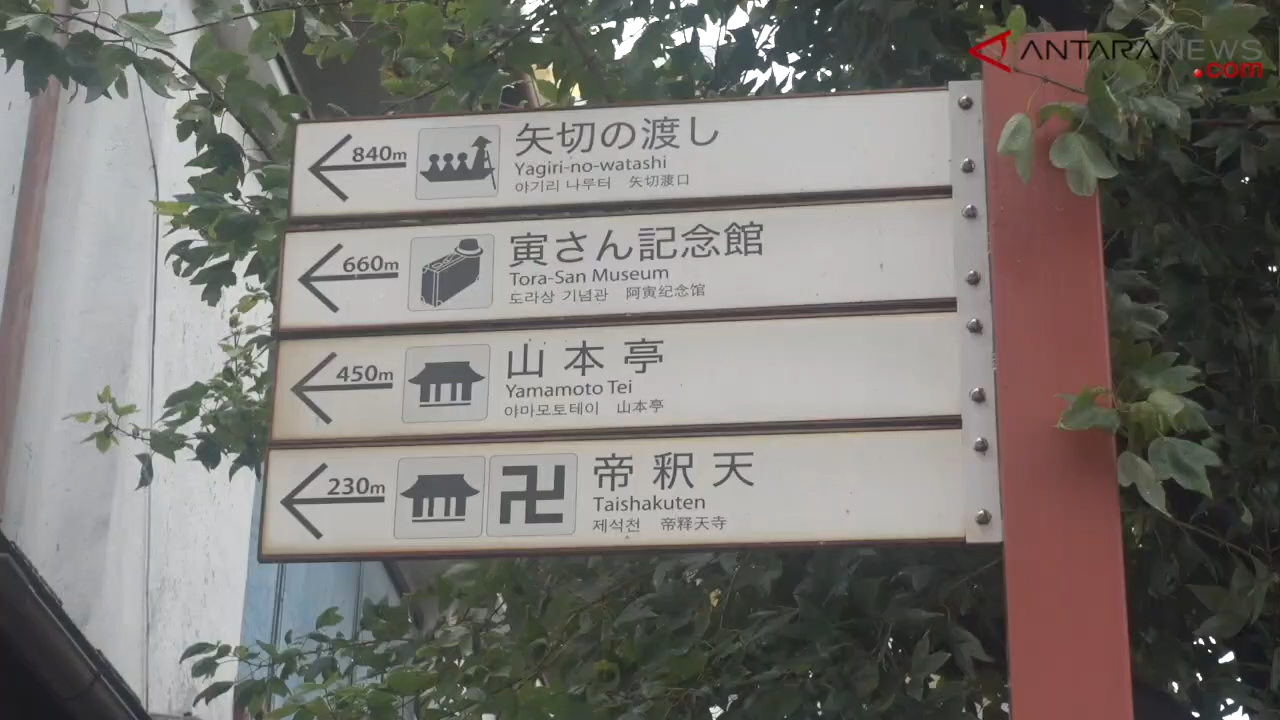 ANTARANEWS
.com
840m
矢切の渡し
Yagiri-no-watashi
야기리 나루터 矢切渡口
660m
寅さん記念館
Tora-San Museum
도라상 기념관 阿寅纪念馆
450m
山本亭
Yamamoto Tei
야마모토테이 山本亭
230m
卍
帝釈天
Taishakuten
제석천 帝释天寺